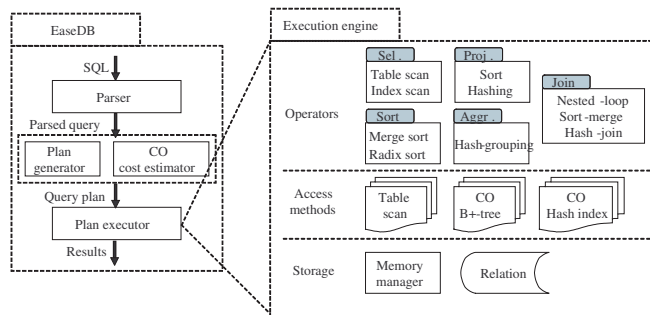 EaseDB
SQL
Parser
Parsed query
Plan
generator
CO
cost estimator
Query plan
Plan executor
Results
Execution engine
Operators
Sel .
Table scan
Index scan
Proj .
Sort
Hashing
Join
Nested -loop
Sort -merge
Hash -join
Sort
Merge sort
Radix sort
Aggr .
Hash-grouping
Access
methods
Table
scan
CO
B+-tree
CO
Hash index
Storage
Memory
manager
Relation